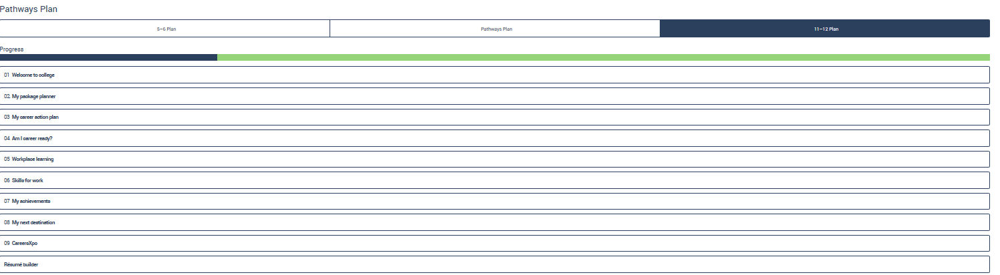 Pathways Plan
5–6 Plan
Pathways Plan
11–12 Plan
Progress
01 Welcome to college
02 My package planner
03 My career action plan
04 Am I career ready?
05 Workplace learning
06 Skills for work
07 My achievements
08 My next destination
09 CareersXpo
Résumé builder